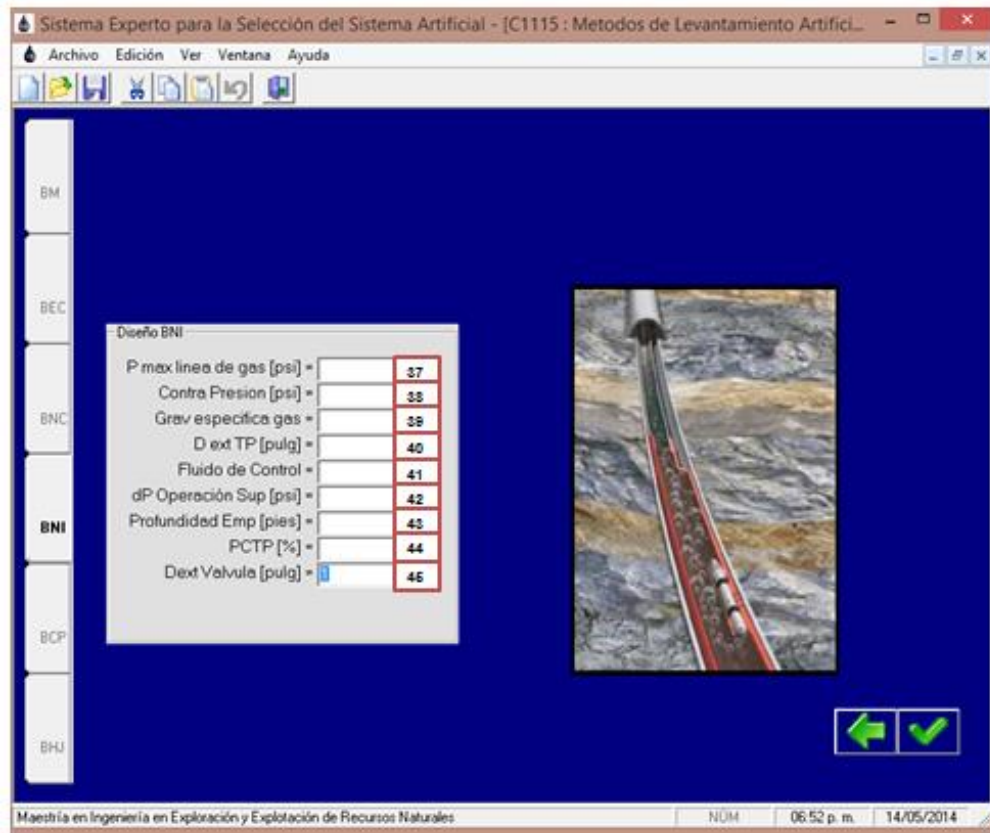 Sistema Experto para la Selección del Sistema Artificial - [C1115 : Metodos de Levantamiento Artifici...
Archivo Edición Ver Ventana Ayuda
BM
BEC
BNC
BNI
BCP
BHJ
Diseño BNI
P max linea de gas [psi] = 37
Contra Presion [psi] = 38
Grav especifica gas = 39
D ext TP [pulg] = 40
Fluido de Control = 41
dP Operación Sup [psi] = 42
Profundidad Emp [pies] = 43
PCTP [%] = 44
Dext Valvula [pulg] = 1 45
Maestría en Ingeniería en Exploración y Explotación de Recursos Naturales NÚM 06:52 p. m. 14/05/2014